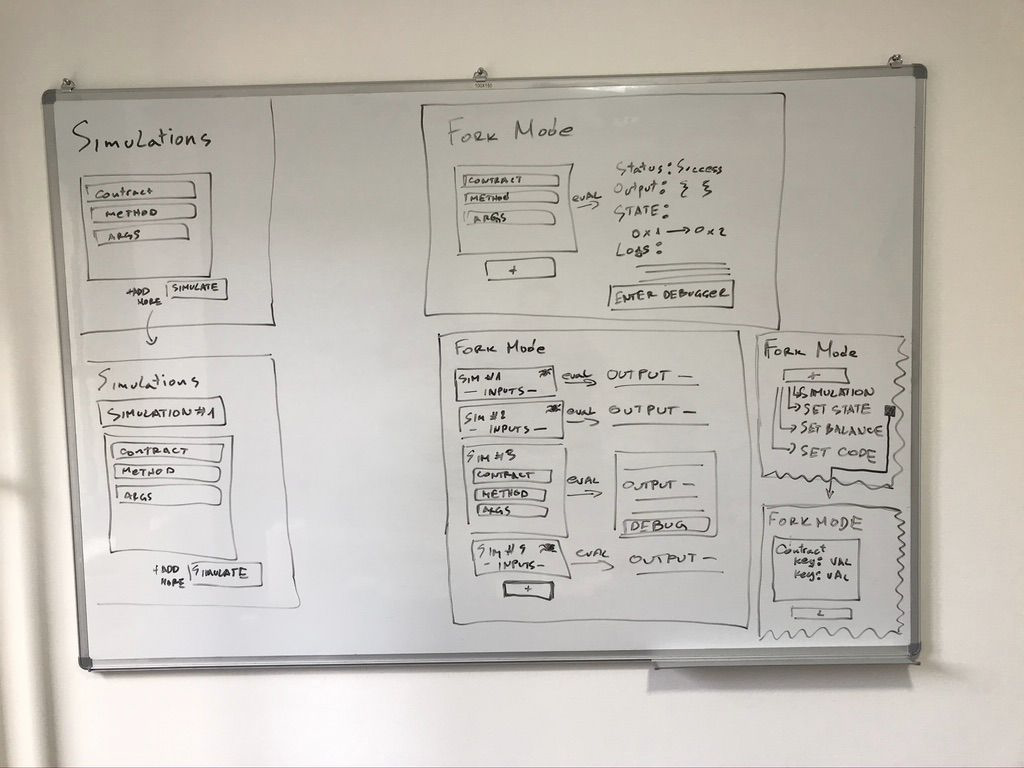 Simulations
Contract
METHOD
ARGS
+ADD
MORE
SIMULATE
Simulations
SIMULATION #1
CONTRACT
METHOD
ARGS
+ADD
MORE
SIMULATE
FORK MODE
CONTRACT
METHOD
ARGS
EVAL
+
Status: Success
Output: { }
STATE:
0x1 → 0x2
Logs:
ENTER DEBUGGER
FORK MODE
SIM #1
— INPUTS —
EVAL
OUTPUT —
SIM #2
— INPUTS —
EVAL
OUTPUT —
SIM #3
CONTRACT
METHOD
ARGS
EVAL
OUTPUT —
DEBUG
— INPUTS —
EVAL
OUTPUT —
+
FORK MODE
+
SIMULATION
SET STATE
SET BALANCE
SET CODE
FORK MODE
Contract
key: VAL
key: VAL